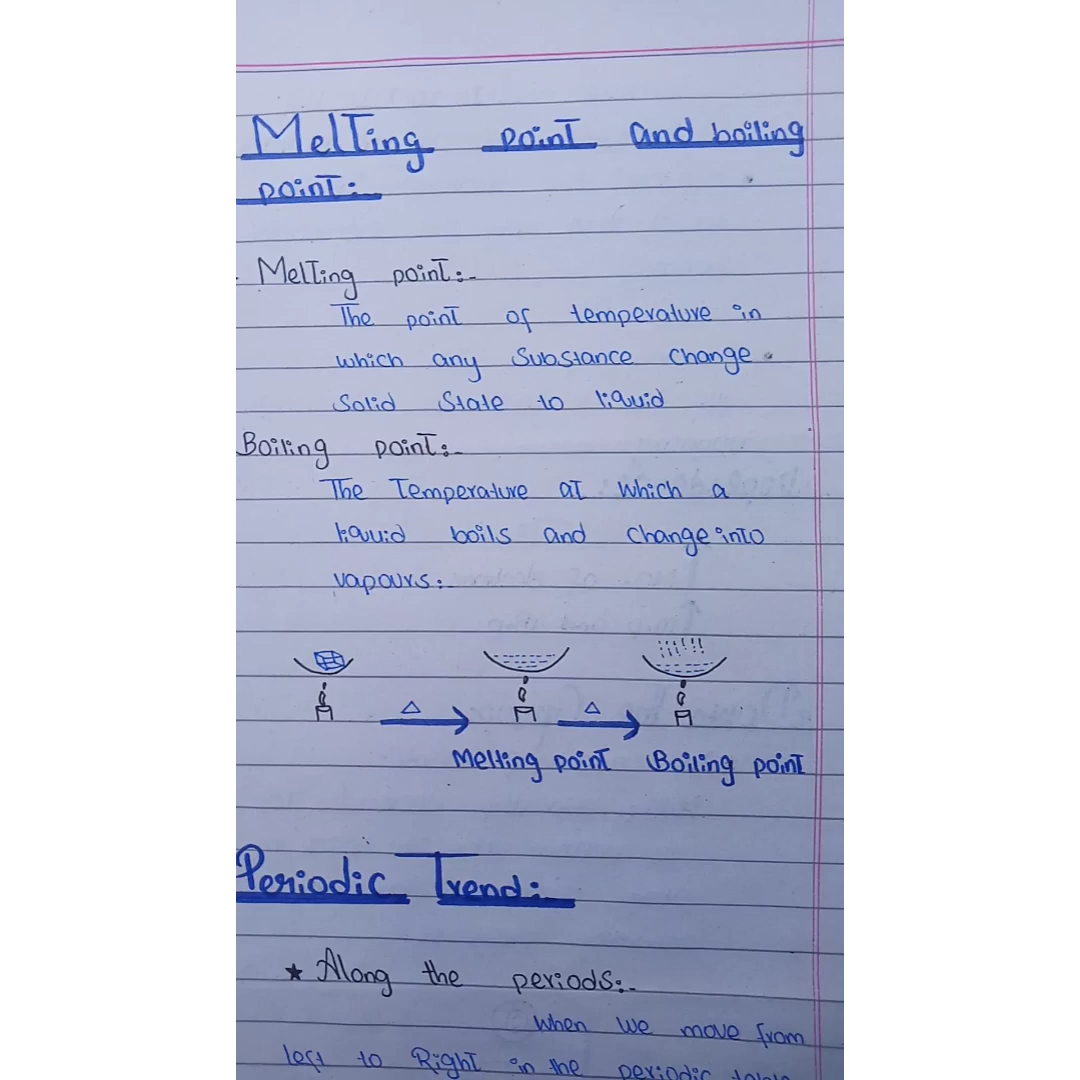 Melting point and boiling
point:-
Melting point:-
The point of temperature in
which any Substance change
Solid State to liquid
Boiling point:-
The Temperature at which a
liquid boils and change into
vapours:-
△ △
Melting point Boiling point
Periodic Trend:-
★ Along the periods:-
When we move from
left to Right in the periodic table